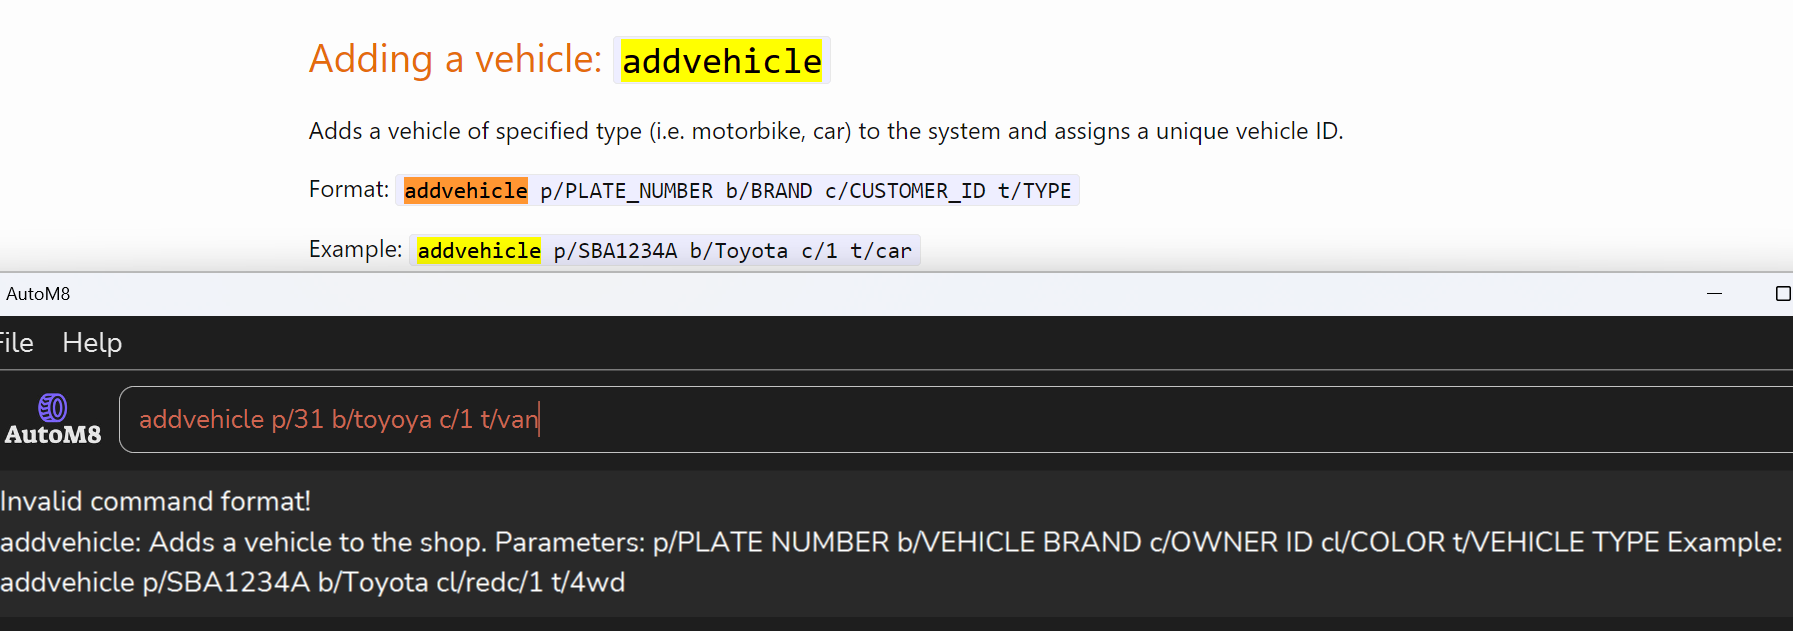 Adding a vehicle: addvehicle
Adds a vehicle of specified type (i.e. motorbike, car) to the system and assigns a unique vehicle ID.
Format: addvehicle p/PLATE_NUMBER b/BRAND c/CUSTOMER_ID t/TYPE
Example: addvehicle p/SBA1234A b/Toyota c/1 t/car
AutoM8
File Help
AutoM8
addvehicle p/31 b/toyoya c/1 t/van
Invalid command format!
addvehicle: Adds a vehicle to the shop. Parameters: p/PLATE NUMBER b/VEHICLE BRAND c/OWNER ID cl/COLOR t/VEHICLE TYPE Example:
addvehicle p/SBA1234A b/Toyota cl/redc/1 t/4wd